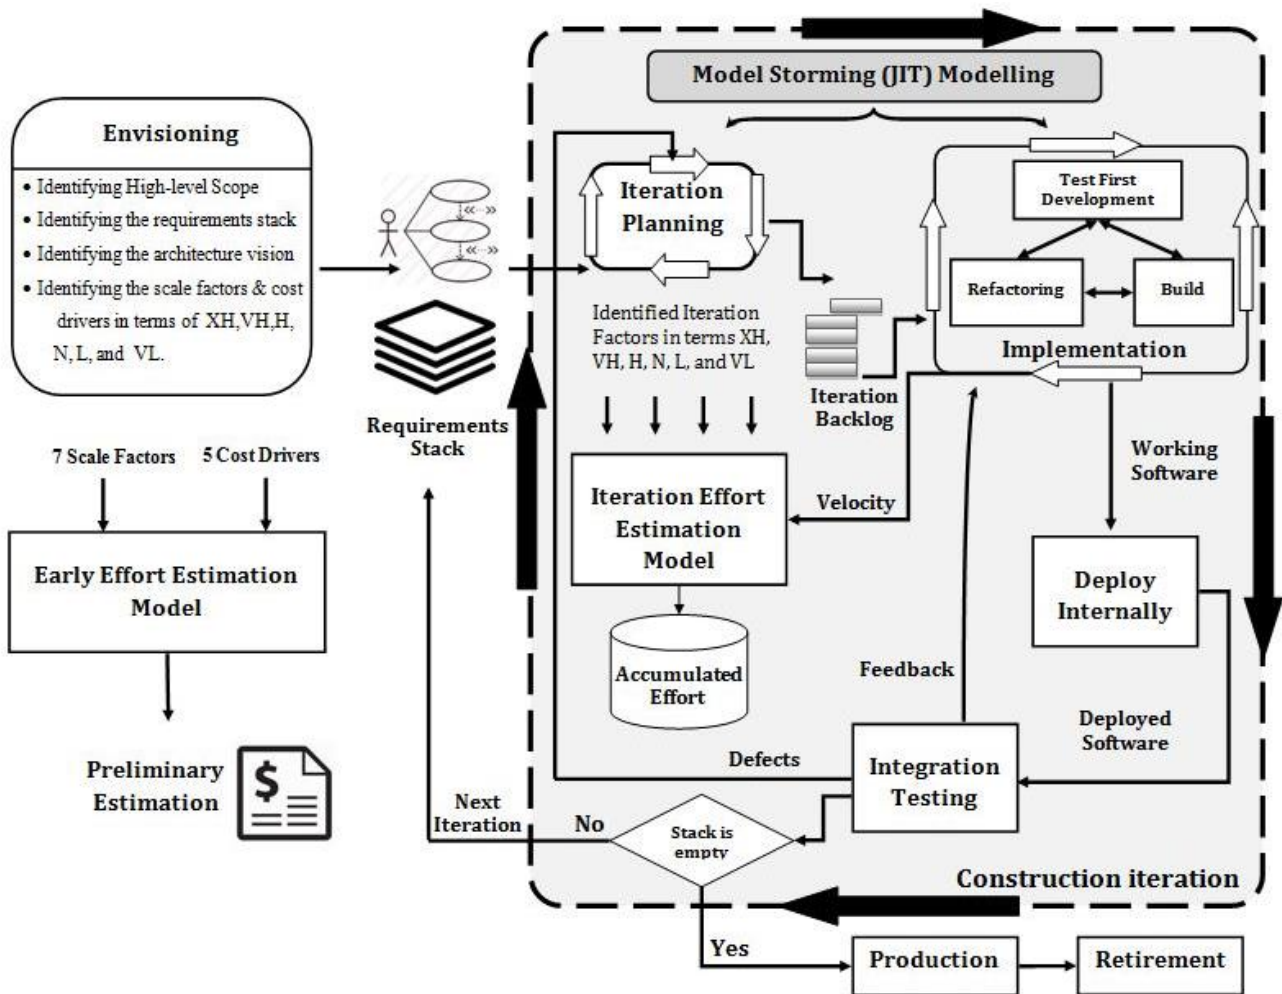 Model Storming (JIT) Modelling
Envisioning
• Identifying High-level Scope
• Identifying the requirements stack
• Identifying the architecture vision
• Identifying the scale factors & cost
drivers in terms of XH,VH,H,
N, L, and VL.
7 Scale Factors
5 Cost Drivers
Early Effort Estimation
Model
Preliminary
Estimation
$
«--»
«--»
Requirements
Stack
Iteration
Planning
Identified Iteration
Factors in terms XH,
VH, H, N, L, and VL
Iteration
Backlog
Test First
Development
Refactoring
Build
Implementation
Iteration Effort
Estimation
Model
Velocity
Accumulated
Effort
Working
Software
Deploy
Internally
Feedback
Deployed
Software
Defects
Integration
Testing
Next
Iteration
No
Stack is
empty
Construction iteration
Yes
Production
Retirement